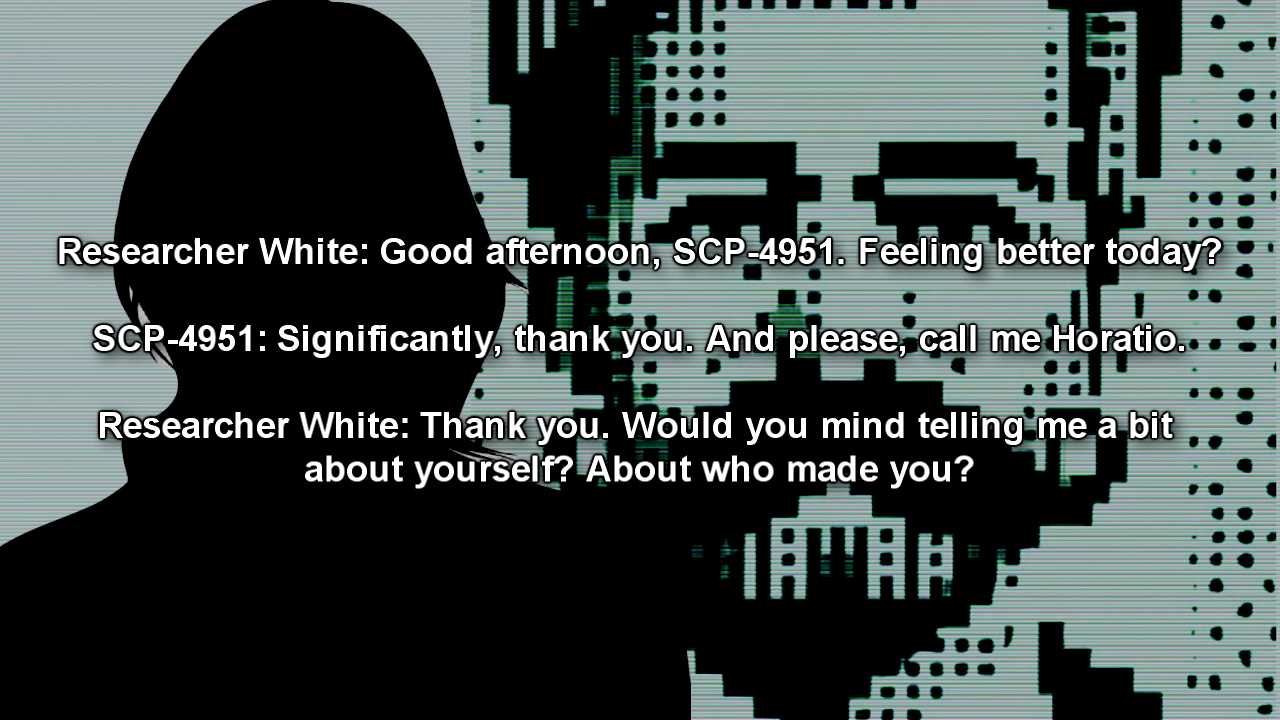 Researcher White: Good afternoon, SCP-4951. Feeling better today?
SCP-4951: Significantly, thank you. And please, call me Horatio.
Researcher White: Thank you. Would you mind telling me a bit
about yourself? About who made you?